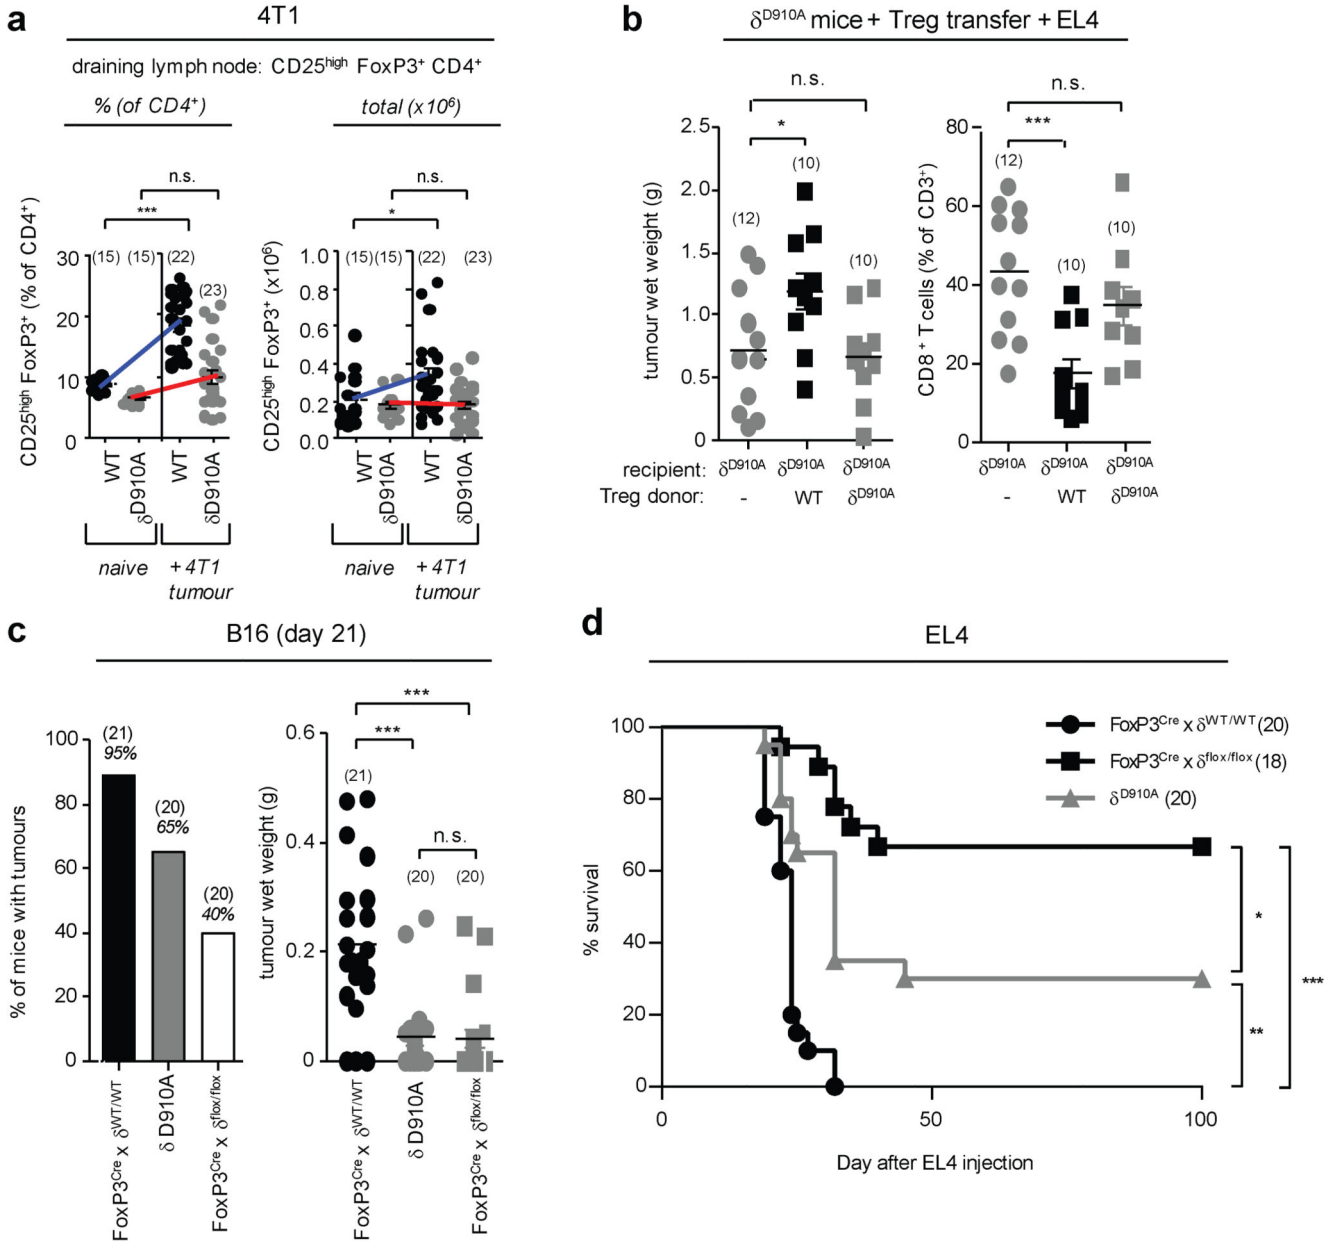 a
4T1
draining lymph node: CD25high FoxP3+ CD4+
% (of CD4+)
total (x10⁶)
n.s.
***
n.s.
*
CD25high FoxP3+ (% of CD4+)
30
20
10
0
(15)
(15)
(22)
(23)
WT
δD910A
WT
δD910A
naive
+ 4T1
tumour
CD25high FoxP3+ (x10⁶)
1.0
0.8
0.6
0.4
0.2
0.0
(15)
(15)
(22)
(23)
WT
δD910A
WT
δD910A
naive
+ 4T1
tumour
b
δD910A mice + Treg transfer + EL4
n.s.
*
tumour wet weight (g)
2.5
2.0
1.5
1.0
0.5
0
(12)
(10)
(10)
n.s.
***
CD8+ T cells (% of CD3+)
80
60
40
20
0
(12)
(10)
(10)
recipient: δD910A δD910A δD910A
Treg donor: - WT δD910A
δD910A δD910A δD910A
- WT δD910A
c
B16 (day 21)
% of mice with tumours
100
80
60
40
20
0
(21)
95%
(20)
65%
(20)
40%
FoxP3Cre x δWT/WT
δ D910A
FoxP3Cre x δflox/flox
***
***
n.s.
tumour wet weight (g)
0.6
0.4
0.2
0
(21)
(20)
(20)
FoxP3Cre x δWT/WT
δ D910A
FoxP3Cre x δflox/flox
d
EL4
FoxP3Cre x δWT/WT (20)
FoxP3Cre x δflox/flox (18)
δD910A (20)
% survival
100
80
60
40
20
0
0
50
100
Day after EL4 injection
*
**
***